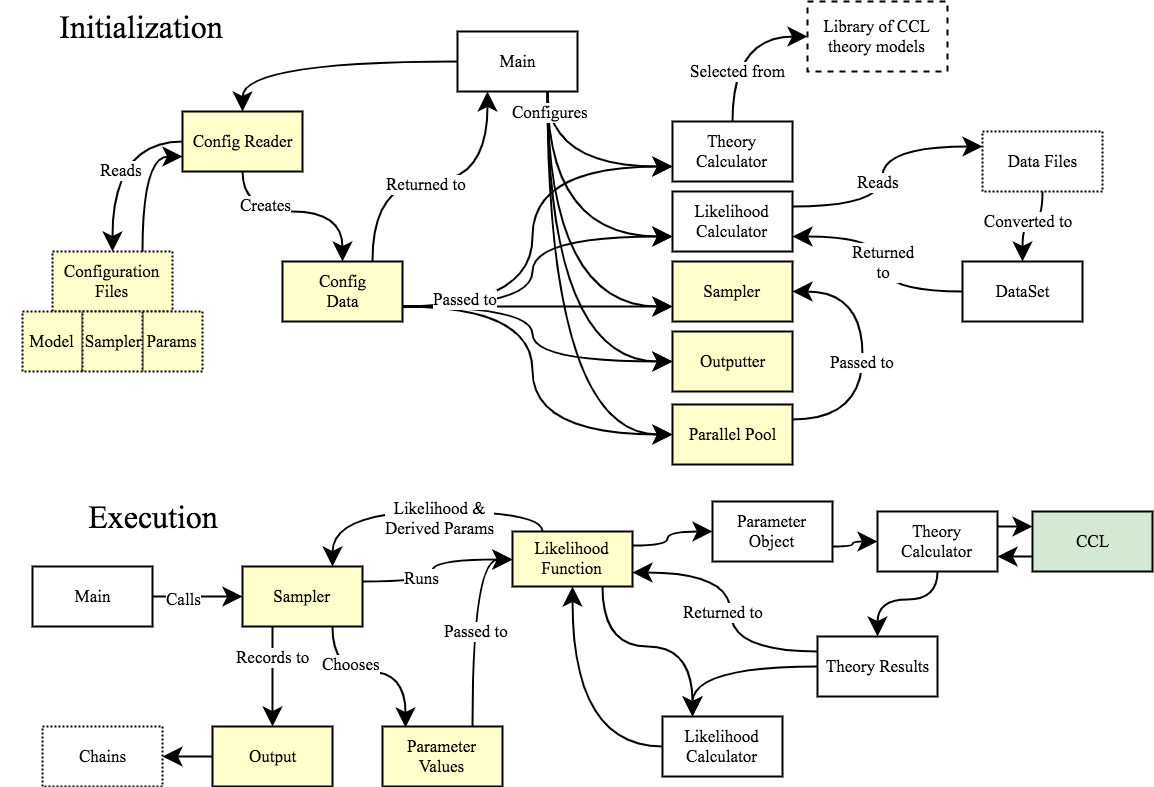 Initialization
Library of CCL
theory models
Main
Selected from
Configures
Config Reader
Theory
Calculator
Data Files
Reads
Reads
Returned to
Creates
Likelihood
Calculator
Converted to
Returned
to
Configuration
Files
Config
Data
Passed to
Sampler
DataSet
Model
Sampler
Params
Outputter
Passed to
Parallel Pool
Execution
Likelihood &
Derived Params
Likelihood
Function
Parameter
Object
Theory
Calculator
CCL
Main
Calls
Sampler
Runs
Passed to
Returned to
Records to
Chooses
Theory Results
Chains
Output
Parameter
Values
Likelihood
Calculator